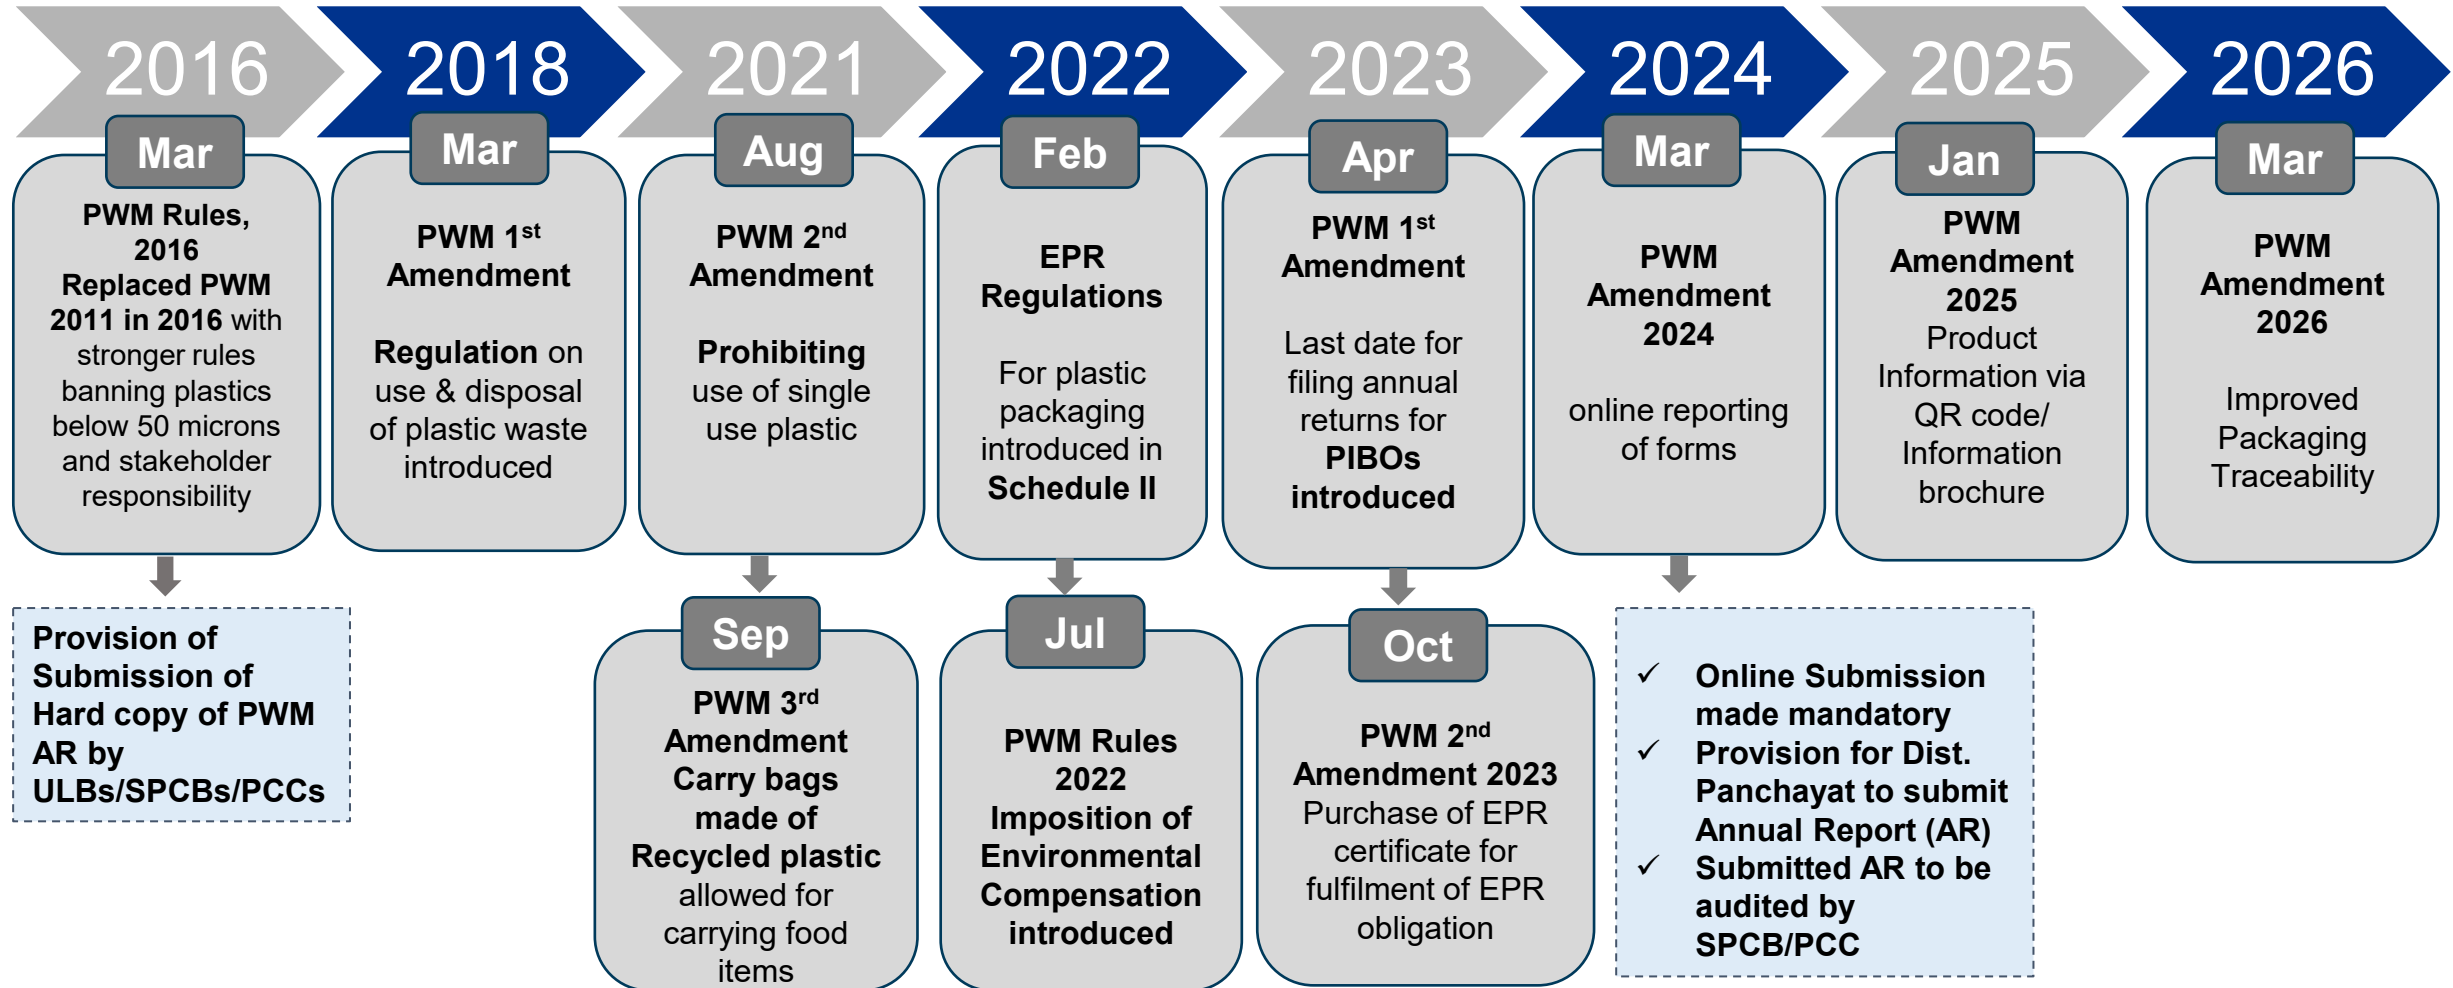 2016
2018
2021
2022
2023
2024
2025
2026
Mar
PWM Rules,
2016
Replaced PWM
2011 in 2016 with
stronger rules
banning plastics
below 50 microns
and stakeholder
responsibility
Provision of
Submission of
Hard copy of PWM
AR by
ULBs/SPCBs/PCCs
Mar
PWM 1st
Amendment
Regulation on
use & disposal
of plastic waste
introduced
Aug
PWM 2nd
Amendment
Prohibiting
use of single
use plastic
Sep
PWM 3rd
Amendment
Carry bags
made of
Recycled plastic
allowed for
carrying food
items
Feb
EPR
Regulations
For plastic
packaging
introduced in
Schedule II
Jul
PWM Rules
2022
Imposition of
Environmental
Compensation
introduced
Apr
PWM 1st
Amendment
Last date for
filing annual
returns for
PIBOs
introduced
Oct
PWM 2nd
Amendment 2023
Purchase of EPR
certificate for
fulfilment of EPR
obligation
Mar
PWM
Amendment
2024
online reporting
of forms
✓ Online Submission
made mandatory
✓ Provision for Dist.
Panchayat to submit
Annual Report (AR)
✓ Submitted AR to be
audited by
SPCB/PCC
Jan
PWM
Amendment
2025
Product
Information via
QR code/
Information
brochure
Mar
PWM
Amendment
2026
Improved
Packaging
Traceability